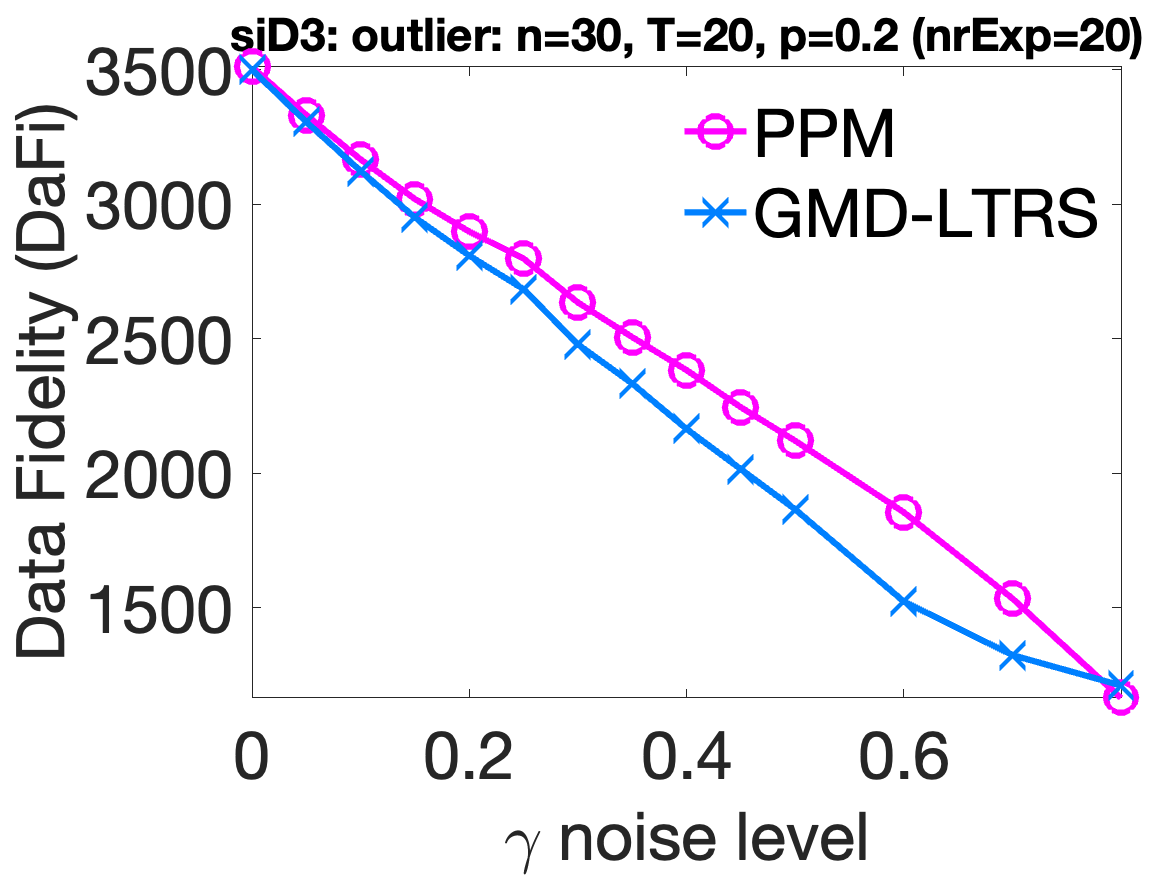 siD3: outlier: n=30, T=20, p=0.2 (nrExp=20)
3500
3000
2500
2000
1500
Data Fidelity (DaFi)
PPM
GMD-LTRS
0 0.2 0.4 0.6
γ noise level